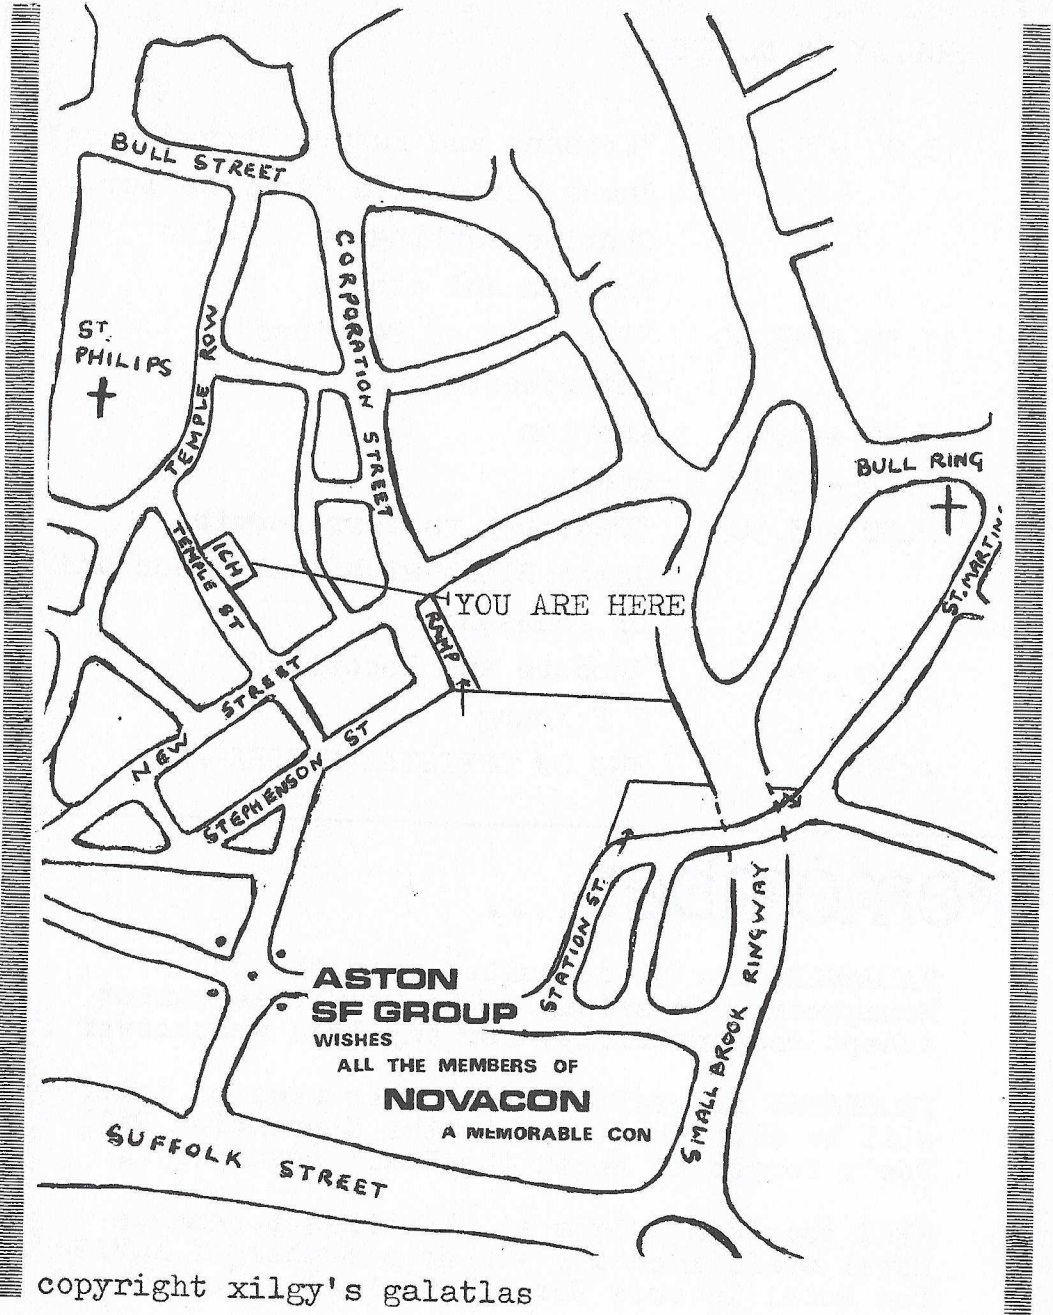 BULL STREET
CORPORATION STREET
ST.
PHILIPS
TEMPLE ROW
BULL RING
ST. MARTIN
ICH
TEMPLE ST
YOU ARE HERE
RAMP
NEW STREET
STEPHENSON ST
STATION ST.
SMALL BROOK RINGWAY
ASTON
SF GROUP
WISHES
ALL THE MEMBERS OF
NOVACON
A MEMORABLE CON
SUFFOLK STREET
copyright xilgy's galatlas